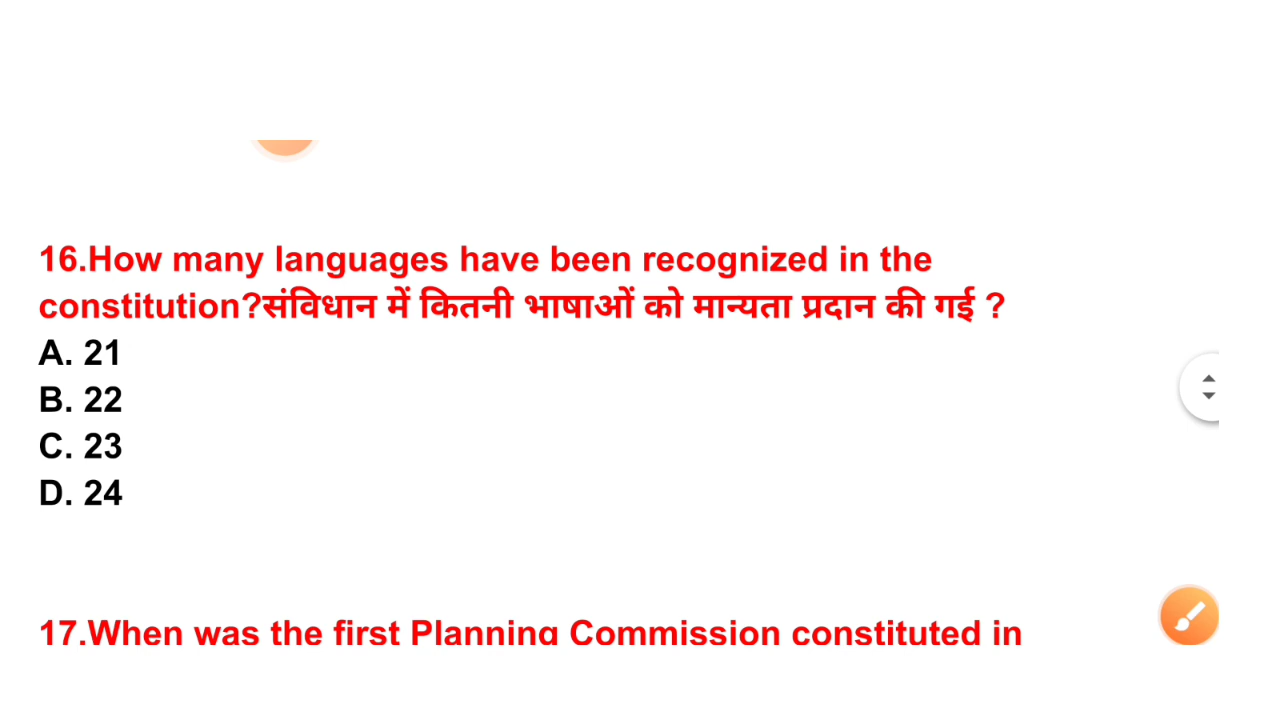 16.How many languages have been recognized in the
constitution?संविधान में कितनी भाषाओं को मान्यता प्रदान की गई ?
A. 21
B. 22
C. 23
D. 24
17.When was the first Planning Commission constituted in